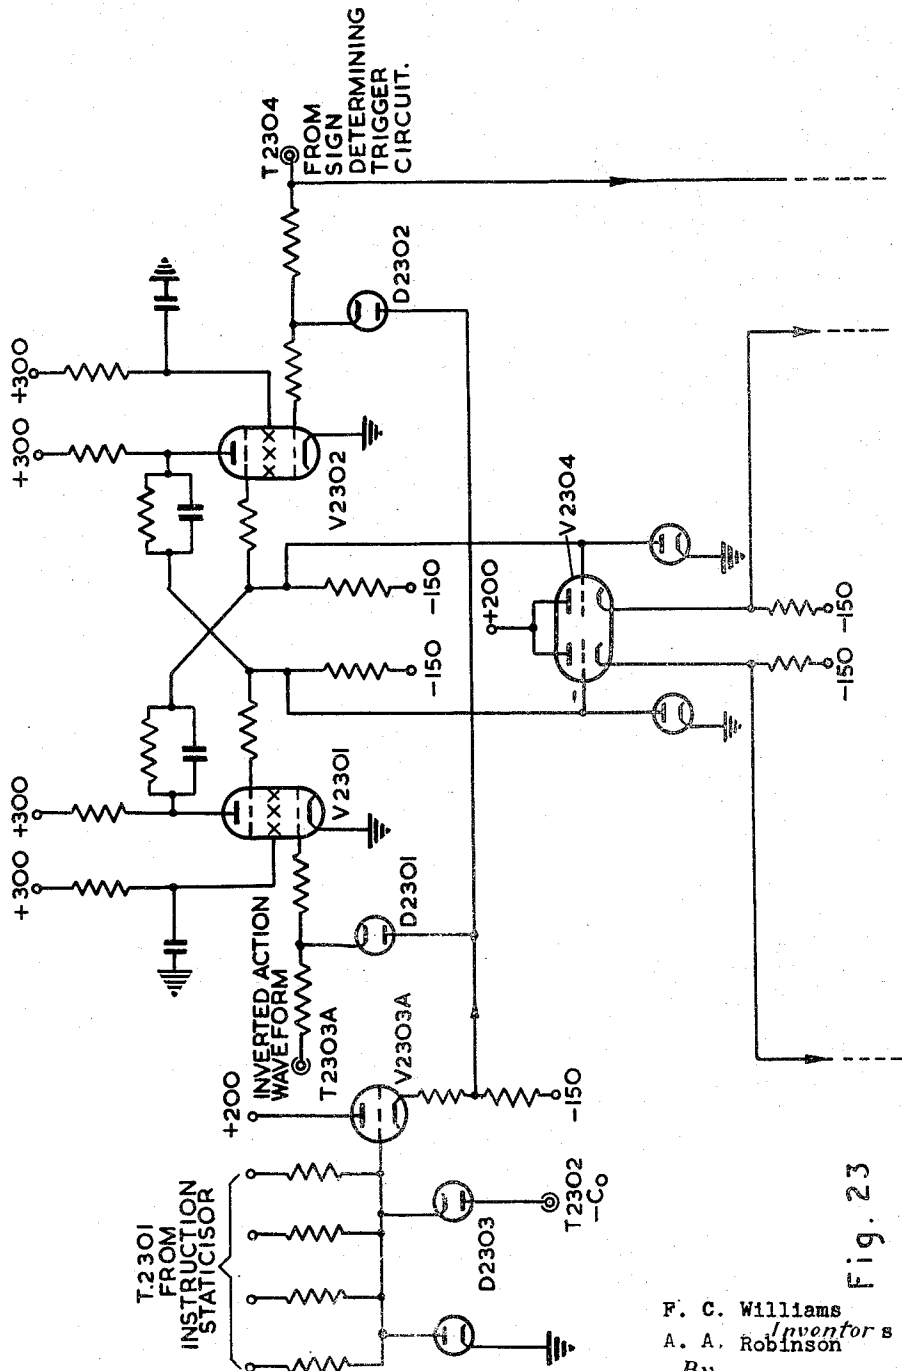 +300
+300
+300
+300
T 2304
FROM
SIGN
DETERMINING
TRIGGER
CIRCUIT.
D2302
V2302
V2301
INVERTED ACTION
WAVEFORM
T2303A
D2301
-150
-150
+200
V2304
-150
-150
+200
V2303A
-150
T.2301
FROM
INSTRUCTION
STATICISOR
D2303
T2302
-C0
Fig. 23
F. C. Williams
A. A. Robinson
Inventors
By